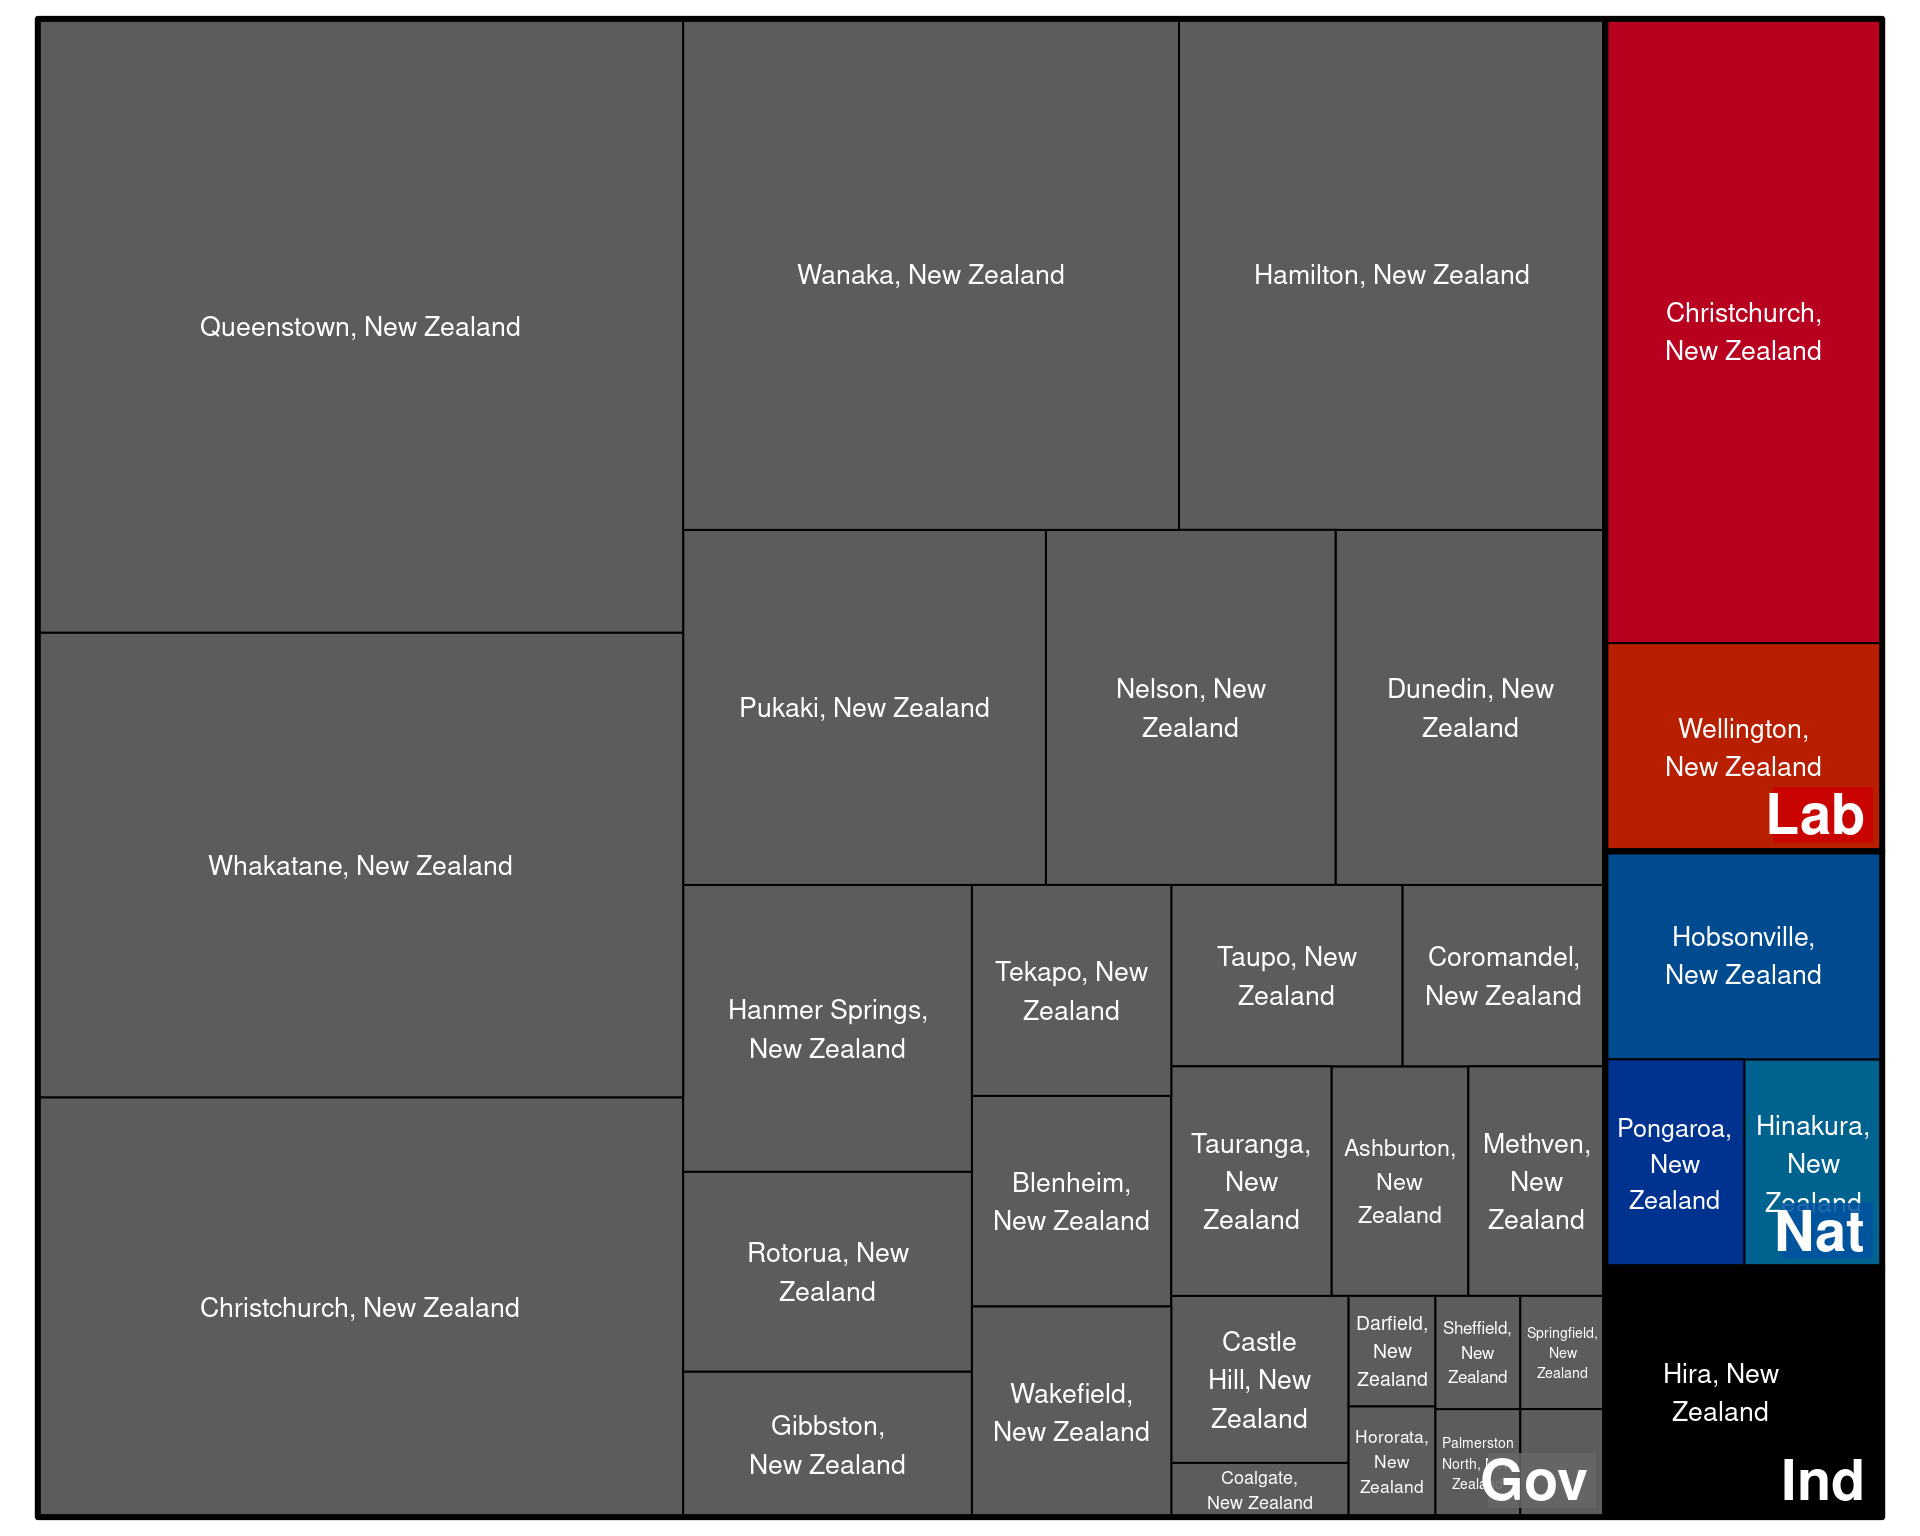 Queenstown, New Zealand
Whakatane, New Zealand
Christchurch, New Zealand
Wanaka, New Zealand
Hamilton, New Zealand
Pukaki, New Zealand
Nelson, New
Zealand
Dunedin, New
Zealand
Hanmer Springs,
New Zealand
Rotorua, New
Zealand
Gibbston,
New Zealand
Tekapo, New
Zealand
Blenheim,
New Zealand
Wakefield,
New Zealand
Taupo, New
Zealand
Coromandel,
New Zealand
Tauranga,
New
Zealand
Ashburton,
New
Zealand
Methven,
New
Zealand
Castle
Hill, New
Zealand
Coalgate,
New Zealand
Darfield,
New
Zealand
Hororata,
New
Zealand
Sheffield,
New
Zealand
Springfield,
New
Zealand
Palmerston
North,
Gov
Christchurch,
New Zealand
Wellington,
New Zealand
Lab
Hobsonville,
New Zealand
Pongaroa,
New
Zealand
Hinakura,
New
Zealand
Nat
Hira, New
Zealand
Ind